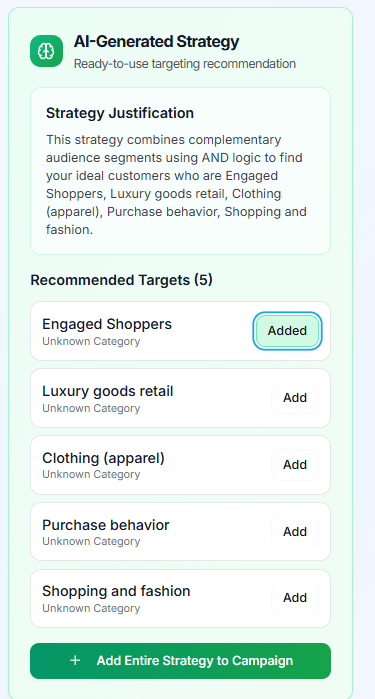 AI-Generated Strategy
Ready-to-use targeting recommendation
Strategy Justification
This strategy combines complementary
audience segments using AND logic to find
your ideal customers who are Engaged
Shoppers, Luxury goods retail, Clothing
(apparel), Purchase behavior, Shopping and
fashion.
Recommended Targets (5)
Engaged Shoppers
Unknown Category
Added
Luxury goods retail
Unknown Category
Add
Clothing (apparel)
Unknown Category
Add
Purchase behavior
Unknown Category
Add
Shopping and fashion
Unknown Category
Add
+ Add Entire Strategy to Campaign